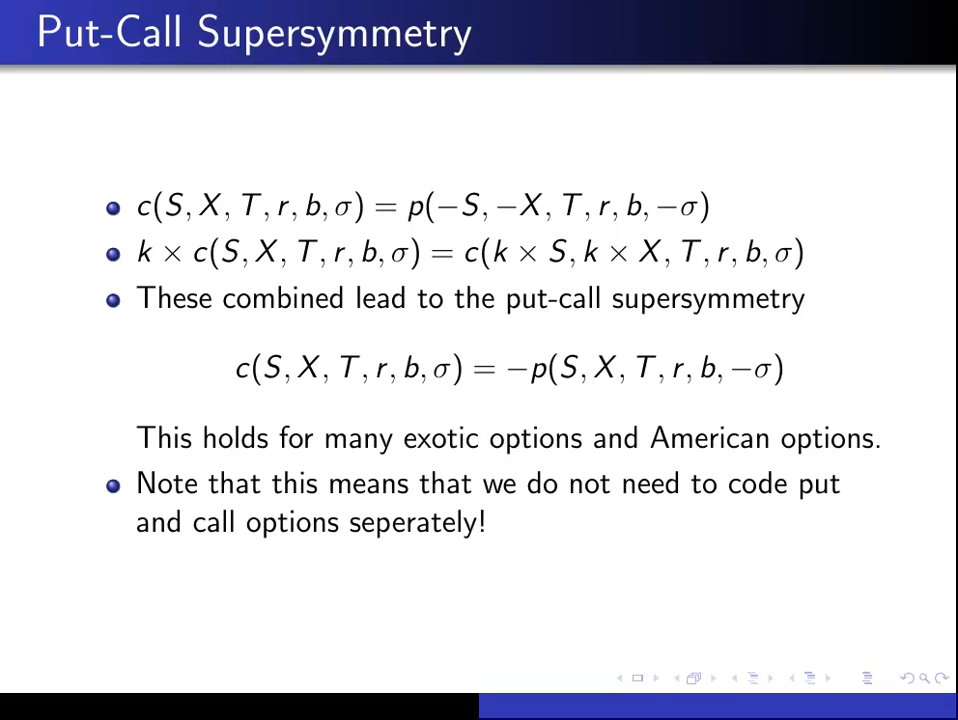 Put-Call Supersymmetry
c(S, X, T, r, b, σ) = p(−S, −X, T, r, b, −σ)
k × c(S, X, T, r, b, σ) = c(k × S, k × X, T, r, b, σ)
These combined lead to the put-call supersymmetry
c(S, X, T, r, b, σ) = −p(S, X, T, r, b, −σ)
This holds for many exotic options and American options.
Note that this means that we do not need to code put
and call options seperately!